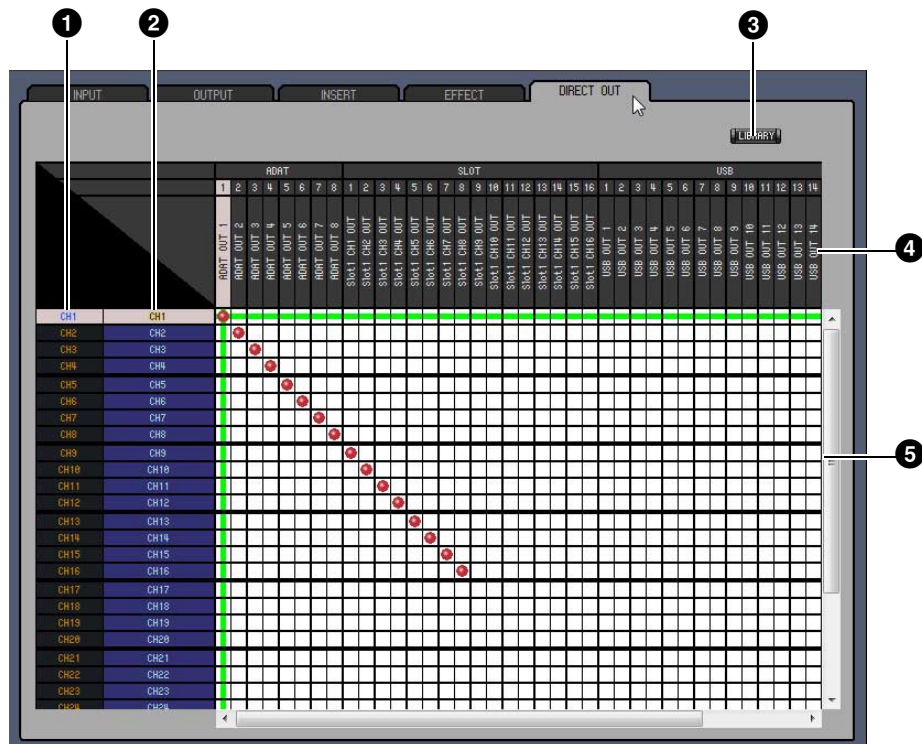 1 2 3
INPUT OUTPUT INSERT EFFECT DIRECT OUT
LIBRARY
ADAT SLOT USB
1 2 3 4 5 6 7 8 1 2 3 4 5 6 7 8 9 10 11 12 13 14 15 16 1 2 3 4 5 6 7 8 9 10 11 12 13 14
ADAT OUT 1
ADAT OUT 2
ADAT OUT 3
ADAT OUT 4
ADAT OUT 5
ADAT OUT 6
ADAT OUT 7
ADAT OUT 8
Slot1 CH1 OUT
Slot1 CH2 OUT
Slot1 CH3 OUT
Slot1 CH4 OUT
Slot1 CH5 OUT
Slot1 CH6 OUT
Slot1 CH7 OUT
Slot1 CH8 OUT
Slot1 CH9 OUT
Slot1 CH10 OUT
Slot1 CH11 OUT
Slot1 CH12 OUT
Slot1 CH13 OUT
Slot1 CH14 OUT
Slot1 CH15 OUT
Slot1 CH16 OUT
USB OUT 1
USB OUT 2
USB OUT 3
USB OUT 4
USB OUT 5
USB OUT 6
USB OUT 7
USB OUT 8
USB OUT 9
USB OUT 10
USB OUT 11
USB OUT 12
USB OUT 13
USB OUT 14
4
CH1 CH1
CH2 CH2
CH3 CH3
CH4 CH4
CH5 CH5
CH6 CH6
CH7 CH7
CH8 CH8
CH9 CH9
5
CH10 CH10
CH11 CH11
CH12 CH12
CH13 CH13
CH14 CH14
CH15 CH15
CH16 CH16
CH17 CH17
CH18 CH18
CH19 CH19
CH20 CH20
CH21 CH21
CH22 CH22
CH23 CH23
CH24 CH24